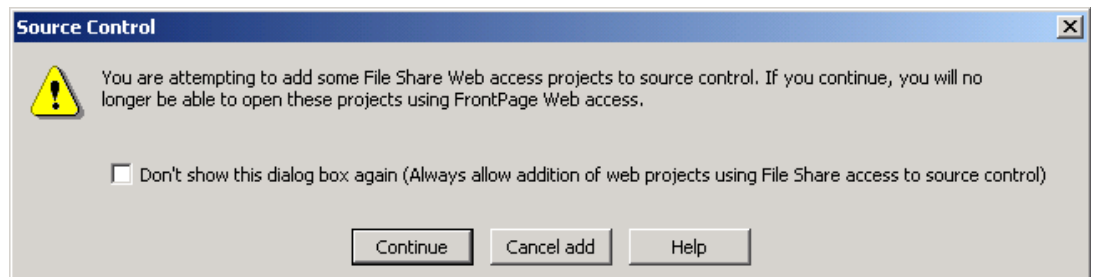 Source Control
You are attempting to add some File Share Web access projects to source control. If you continue, you will no
longer be able to open these projects using FrontPage Web access.
Don't show this dialog box again (Always allow addition of web projects using File Share access to source control)
Continue
Cancel add
Help